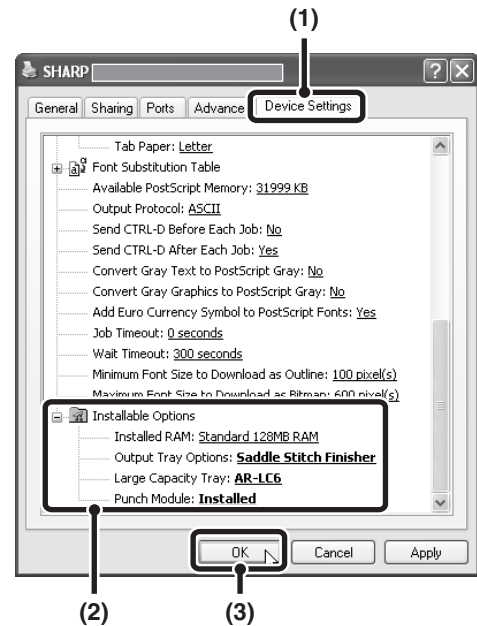 (1)
SHARP
General Sharing Ports Advance Device Settings
Tab Paper: Letter
Font Substitution Table
Available PostScript Memory: 31999 KB
Output Protocol: ASCII
Send CTRL-D Before Each Job: No
Send CTRL-D After Each Job: Yes
Convert Gray Text to PostScript Gray: No
Convert Gray Graphics to PostScript Gray: No
Add Euro Currency Symbol to PostScript Fonts: Yes
Job Timeout: 0 seconds
Wait Timeout: 300 seconds
Minimum Font Size to Download as Outline: 100 pixel(s)
Maximum Font Size to Download as Bitmap: 600 pixel(s)
Installable Options
Installed RAM: Standard 128MB RAM
Output Tray Options: Saddle Stitch Finisher
Large Capacity Tray: AR-LC6
Punch Module: Installed
OK Cancel Apply
(2) (3)